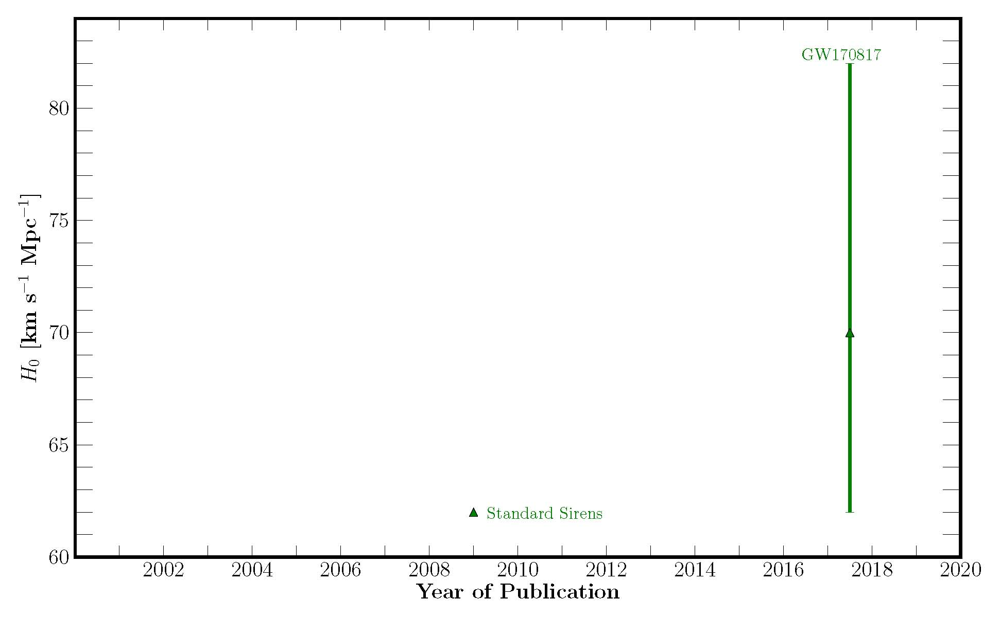 GW170817
80
75
70
65
60
H₀ [km s⁻¹ Mpc⁻¹]
Standard Sirens
2002 2004 2006 2008 2010 2012 2014 2016 2018 2020
Year of Publication